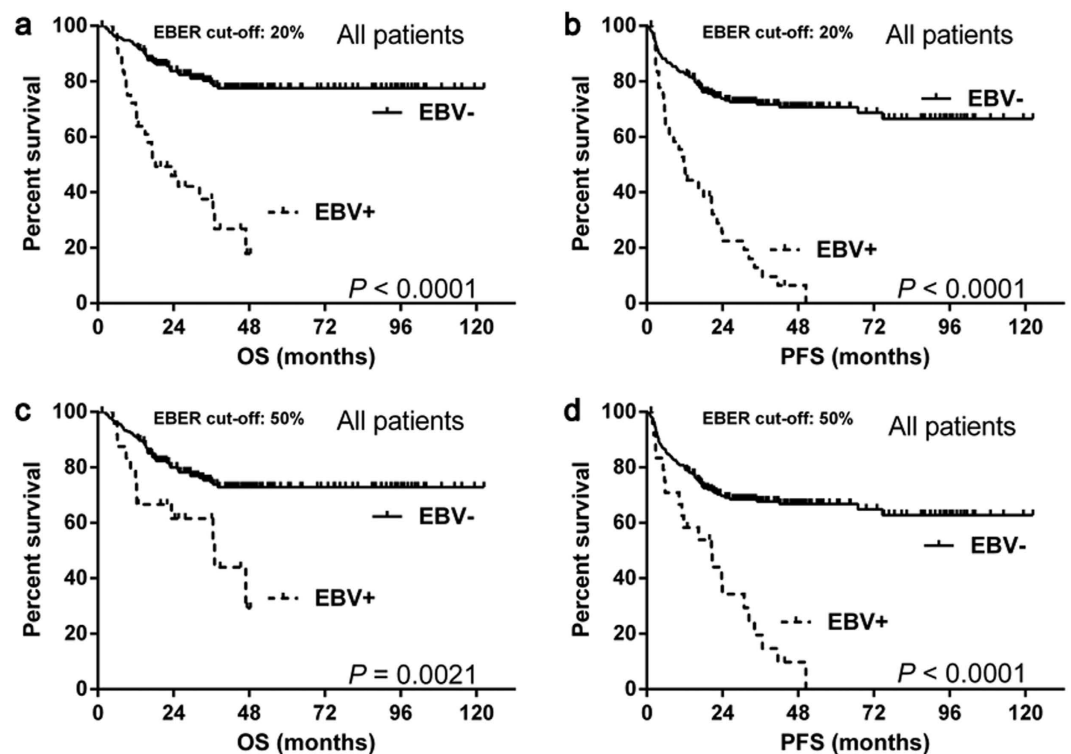 a
EBER cut-off: 20%
All patients
100
80
60
40
20
0
Percent survival
EBV-
EBV+
P < 0.0001
0 24 48 72 96 120
OS (months)
b
EBER cut-off: 20%
All patients
100
80
60
40
20
0
Percent survival
EBV-
EBV+
P < 0.0001
0 24 48 72 96 120
PFS (months)
c
EBER cut-off: 50%
All patients
100
80
60
40
20
0
Percent survival
EBV-
EBV+
P = 0.0021
0 24 48 72 96 120
OS (months)
d
EBER cut-off: 50%
All patients
100
80
60
40
20
0
Percent survival
EBV-
EBV+
P < 0.0001
0 24 48 72 96 120
PFS (months)